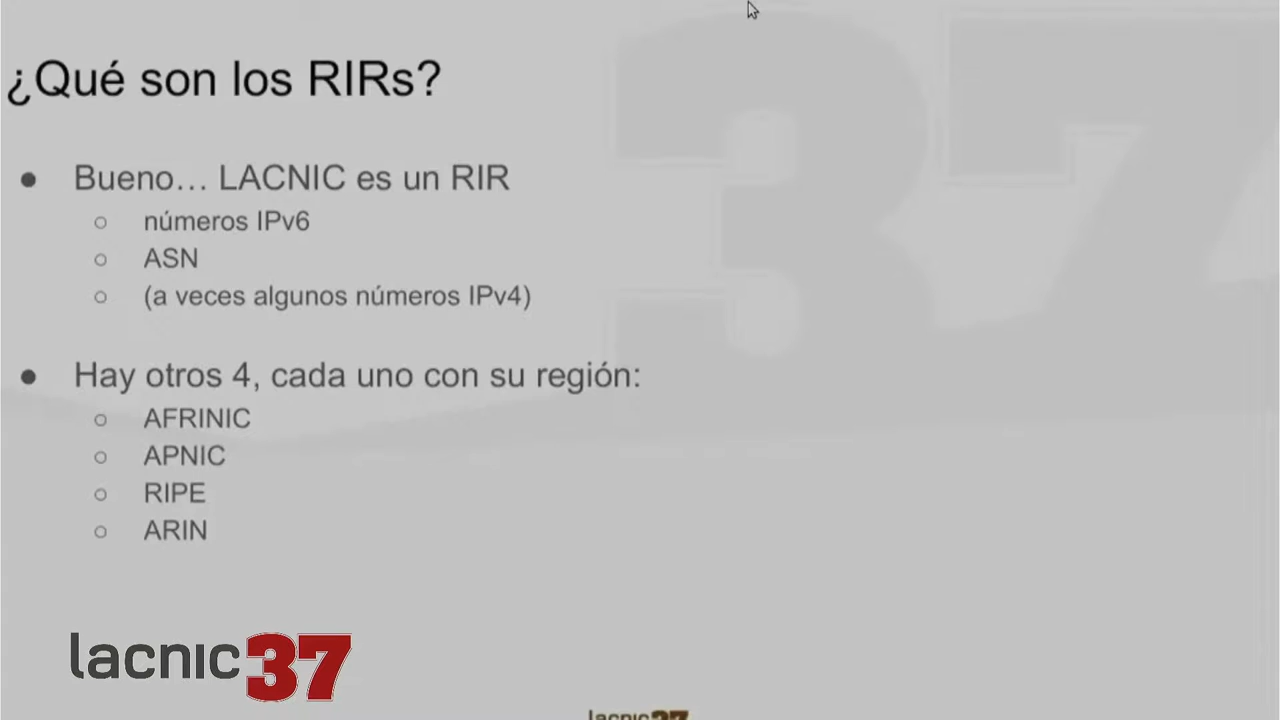 ¿Qué son los RIRs?
● Bueno… LACNIC es un RIR
○ números IPv6
○ ASN
○ (a veces algunos números IPv4)
● Hay otros 4, cada uno con su región:
○ AFRINIC
○ APNIC
○ RIPE
○ ARIN
lacnic37
lacnic37